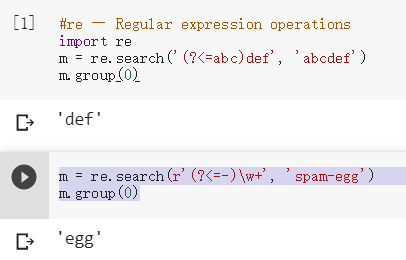 [1] #re — Regular expression operations
import re
m = re.search('(?<=abc)def', 'abcdef')
m.group(0)
'def'
m = re.search(r'(?<=-)\w+', 'spam-egg')
m.group(0)
'egg'